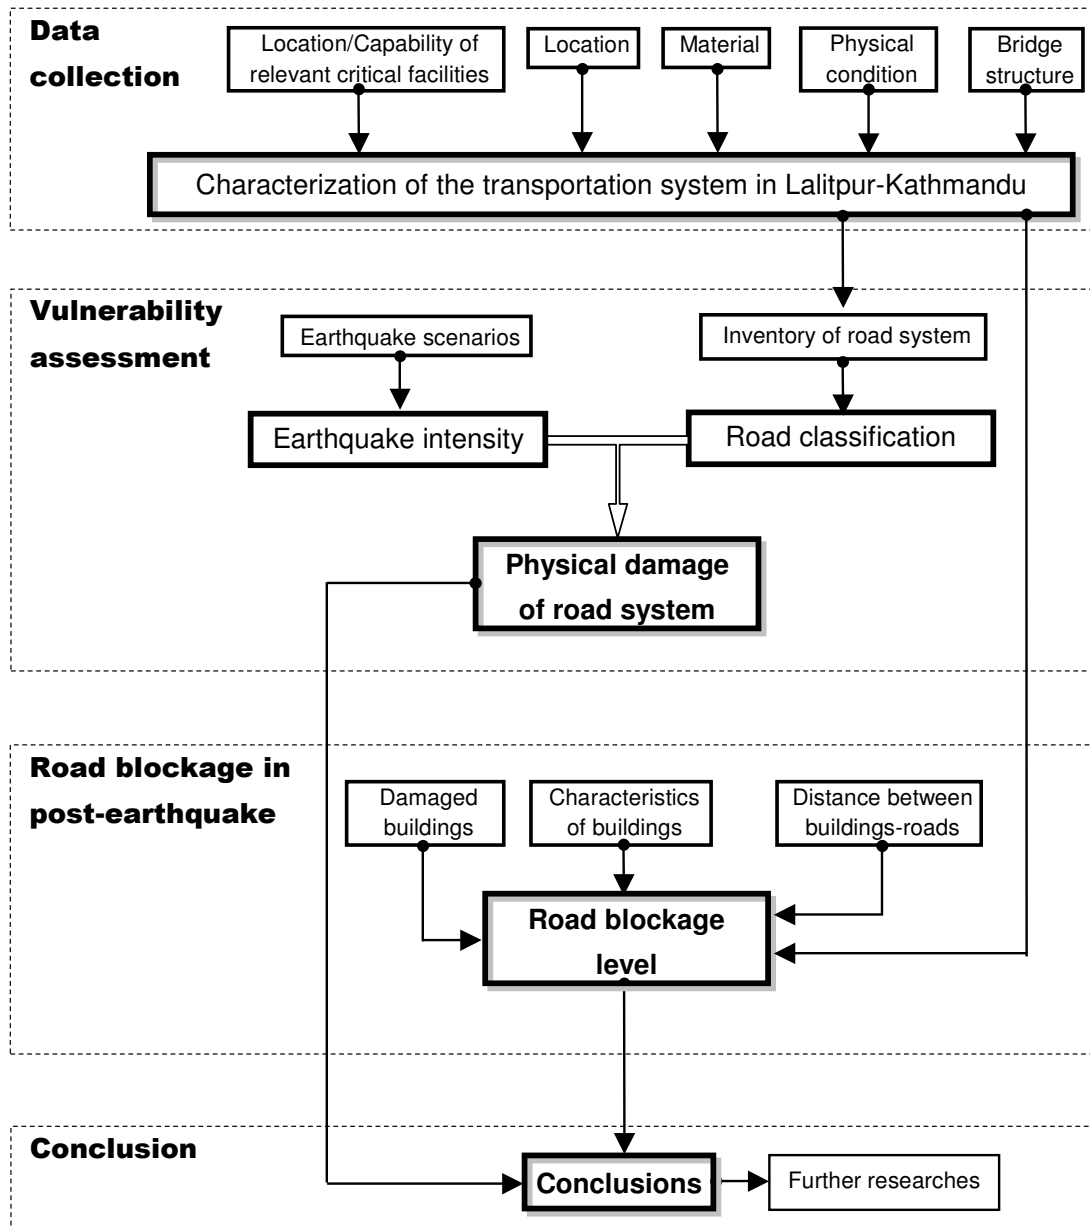 Data
collection
Location/Capability of
relevant critical facilities
Location
Material
Physical
condition
Bridge
structure
Characterization of the transportation system in Lalitpur-Kathmandu
Vulnerability
assessment
Earthquake scenarios
Inventory of road system
Earthquake intensity
Road classification
Physical damage
of road system
Road blockage in
post-earthquake
Damaged
buildings
Characteristics
of buildings
Distance between
buildings-roads
Road blockage
level
Conclusion
Conclusions
Further researches